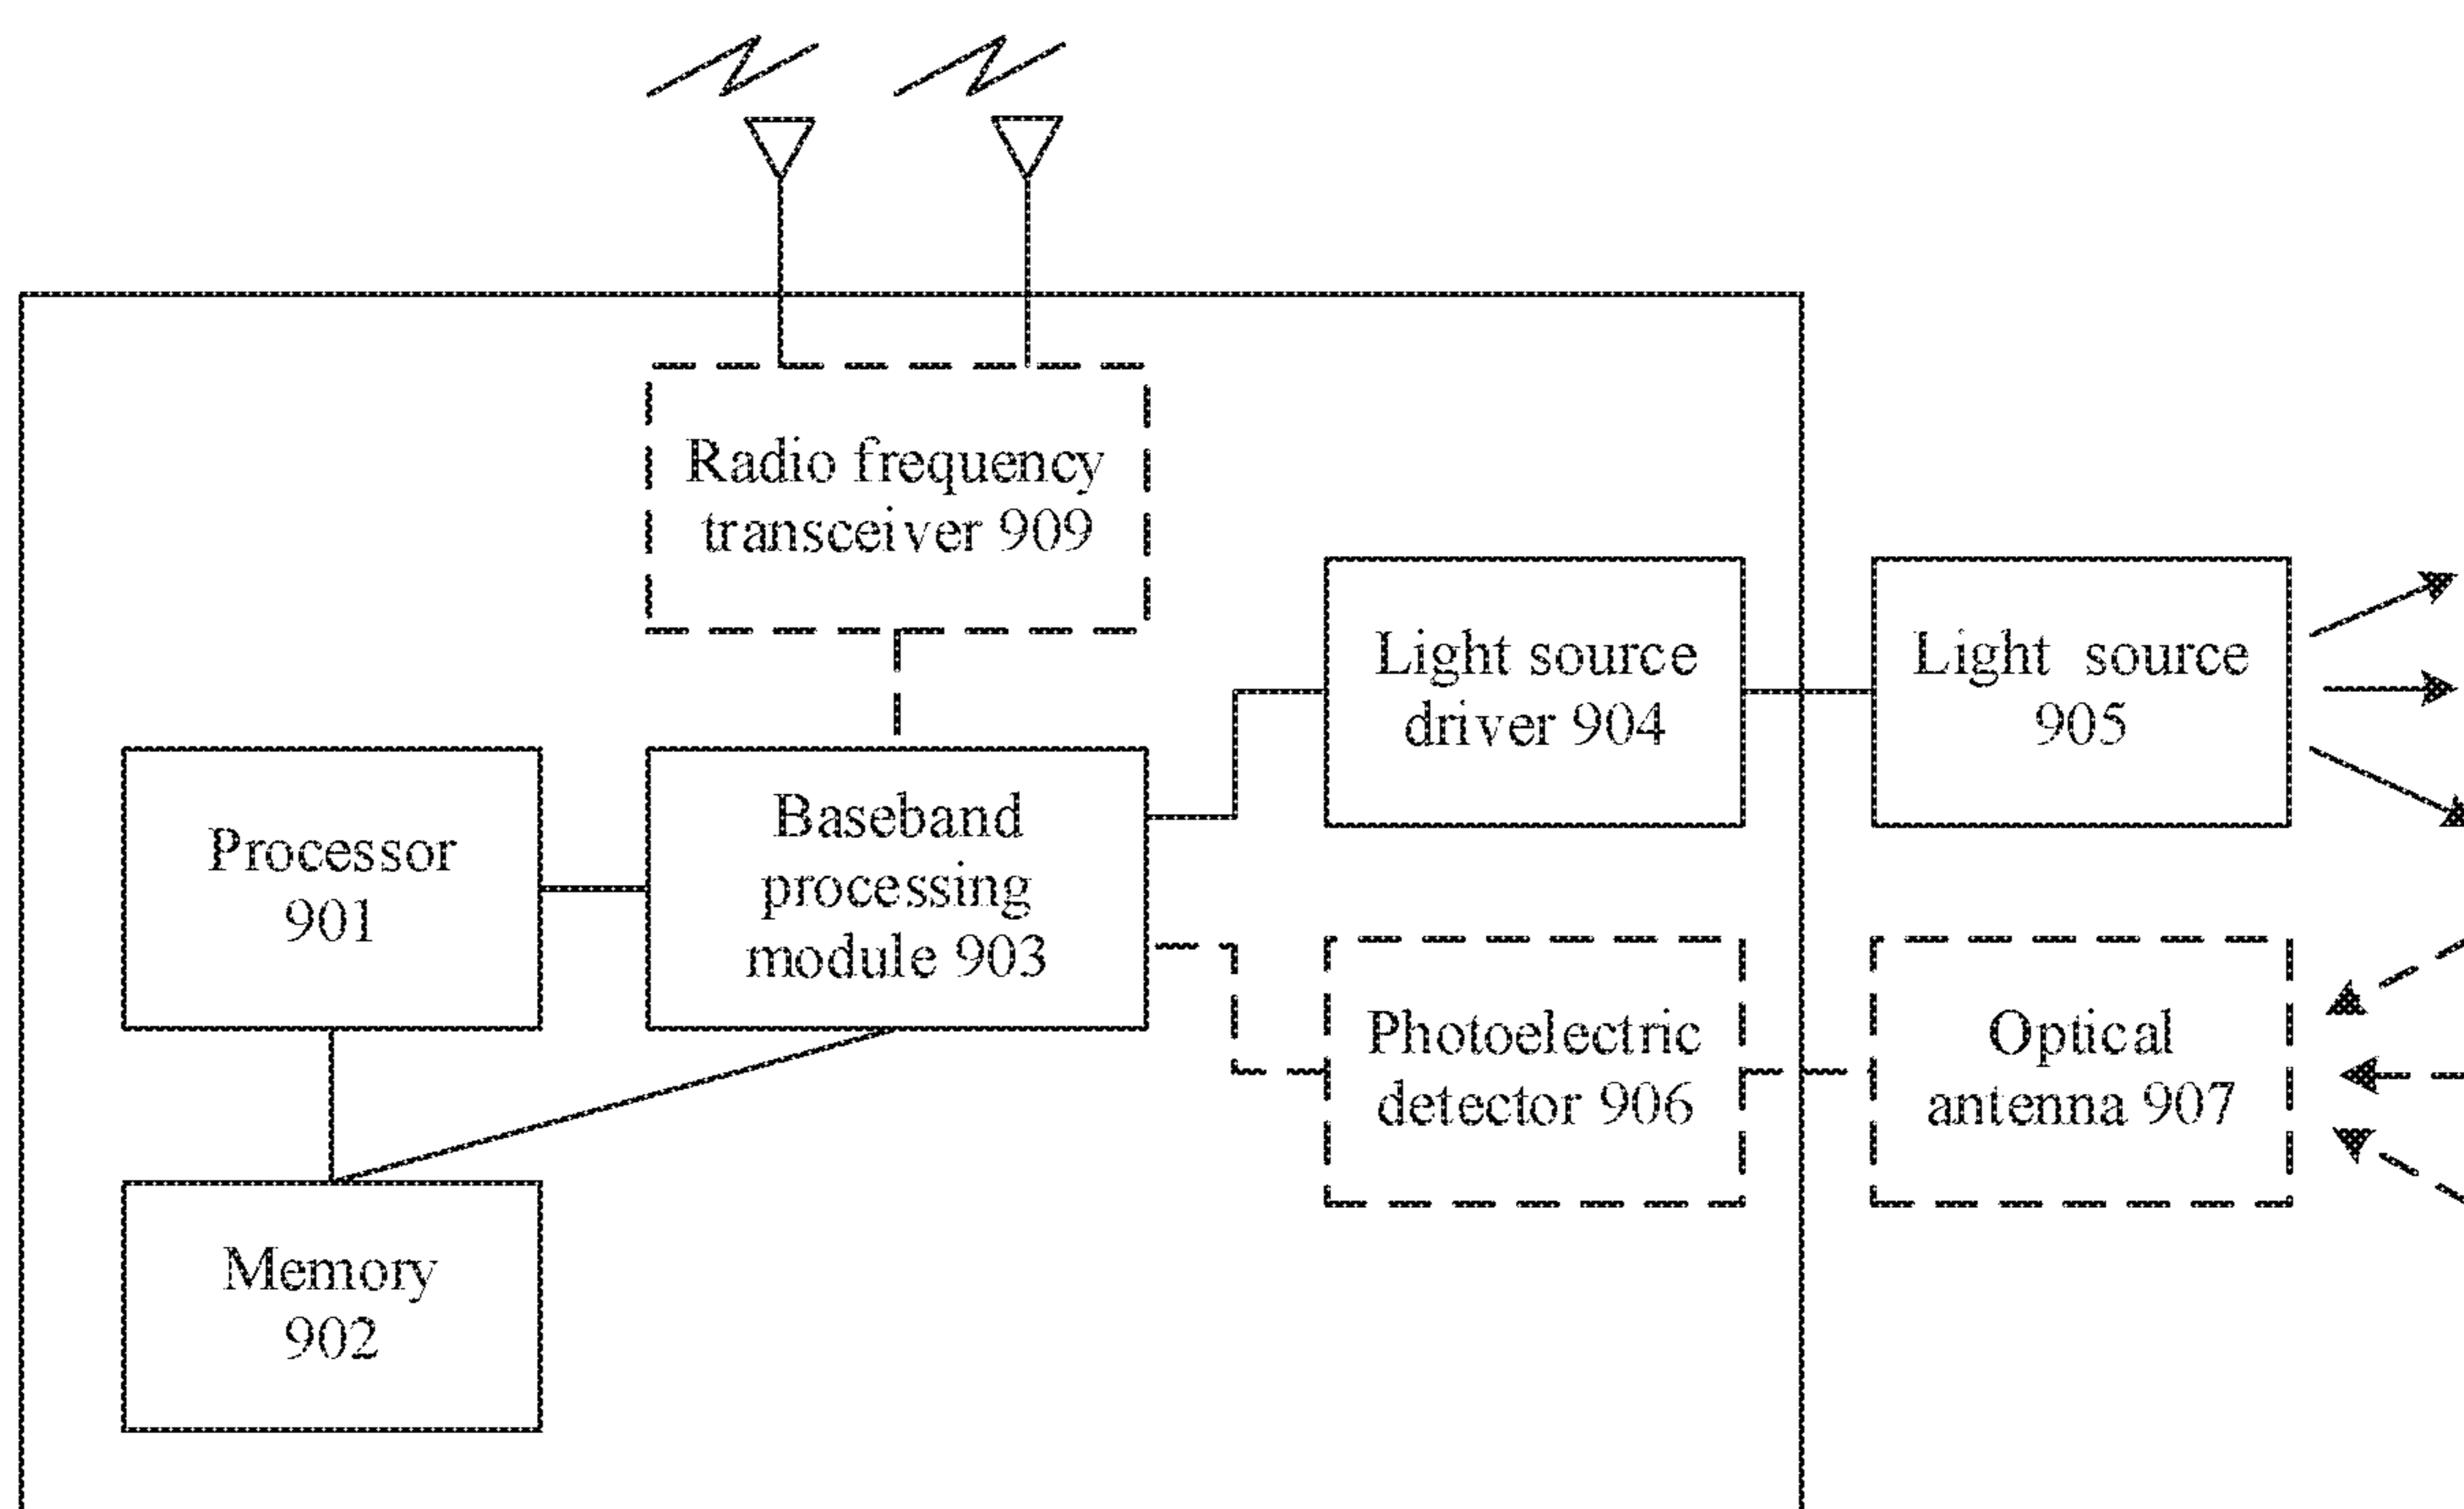 Radio frequency
transceiver 909
Light source
driver 904
Light source
905
Processor
901
Baseband
processing
module 903
Photoelectric
detector 906
Optical
antenna 907
Memory
902